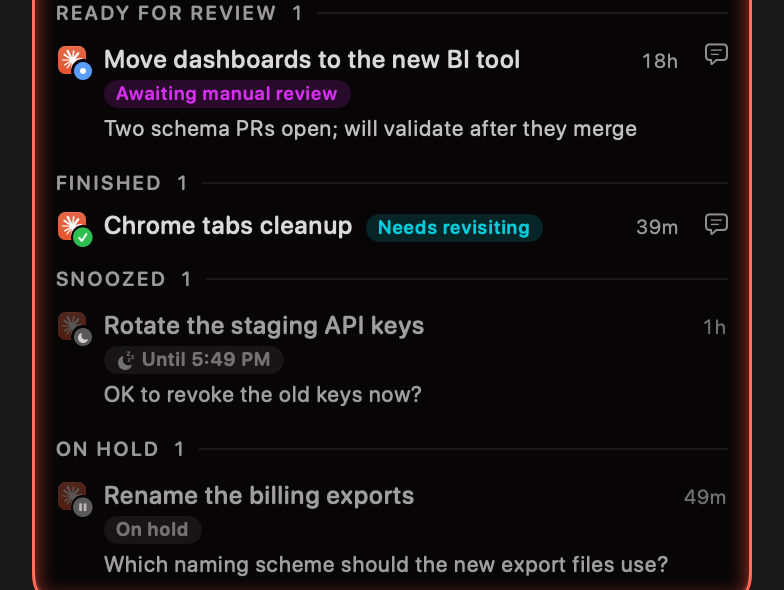 READY FOR REVIEW 1
Move dashboards to the new BI tool 18h
Awaiting manual review
Two schema PRs open; will validate after they merge
FINISHED 1
Chrome tabs cleanup Needs revisiting 39m
SNOOZED 1
Rotate the staging API keys 1h
Until 5:49 PM
OK to revoke the old keys now?
ON HOLD 1
Rename the billing exports 49m
On hold
Which naming scheme should the new export files use?